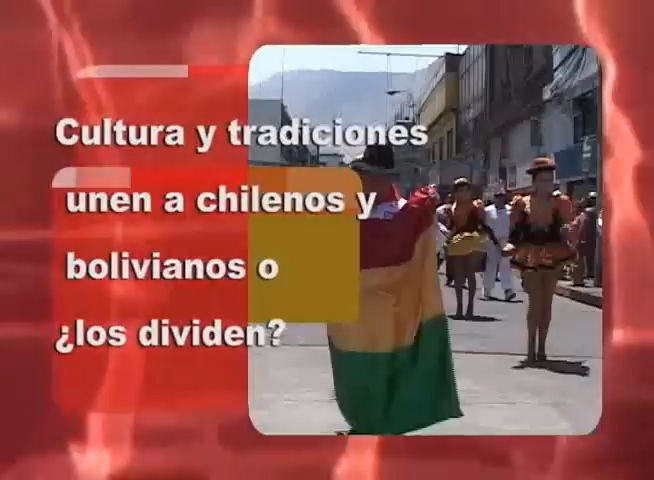 Cultura y tradiciones
unen a chilenos y
bolivianos o
¿los dividen?